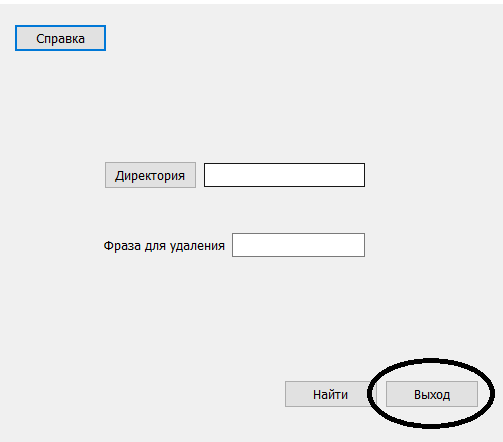 Справка
Директория
Фраза для удаления
Найти
Выход